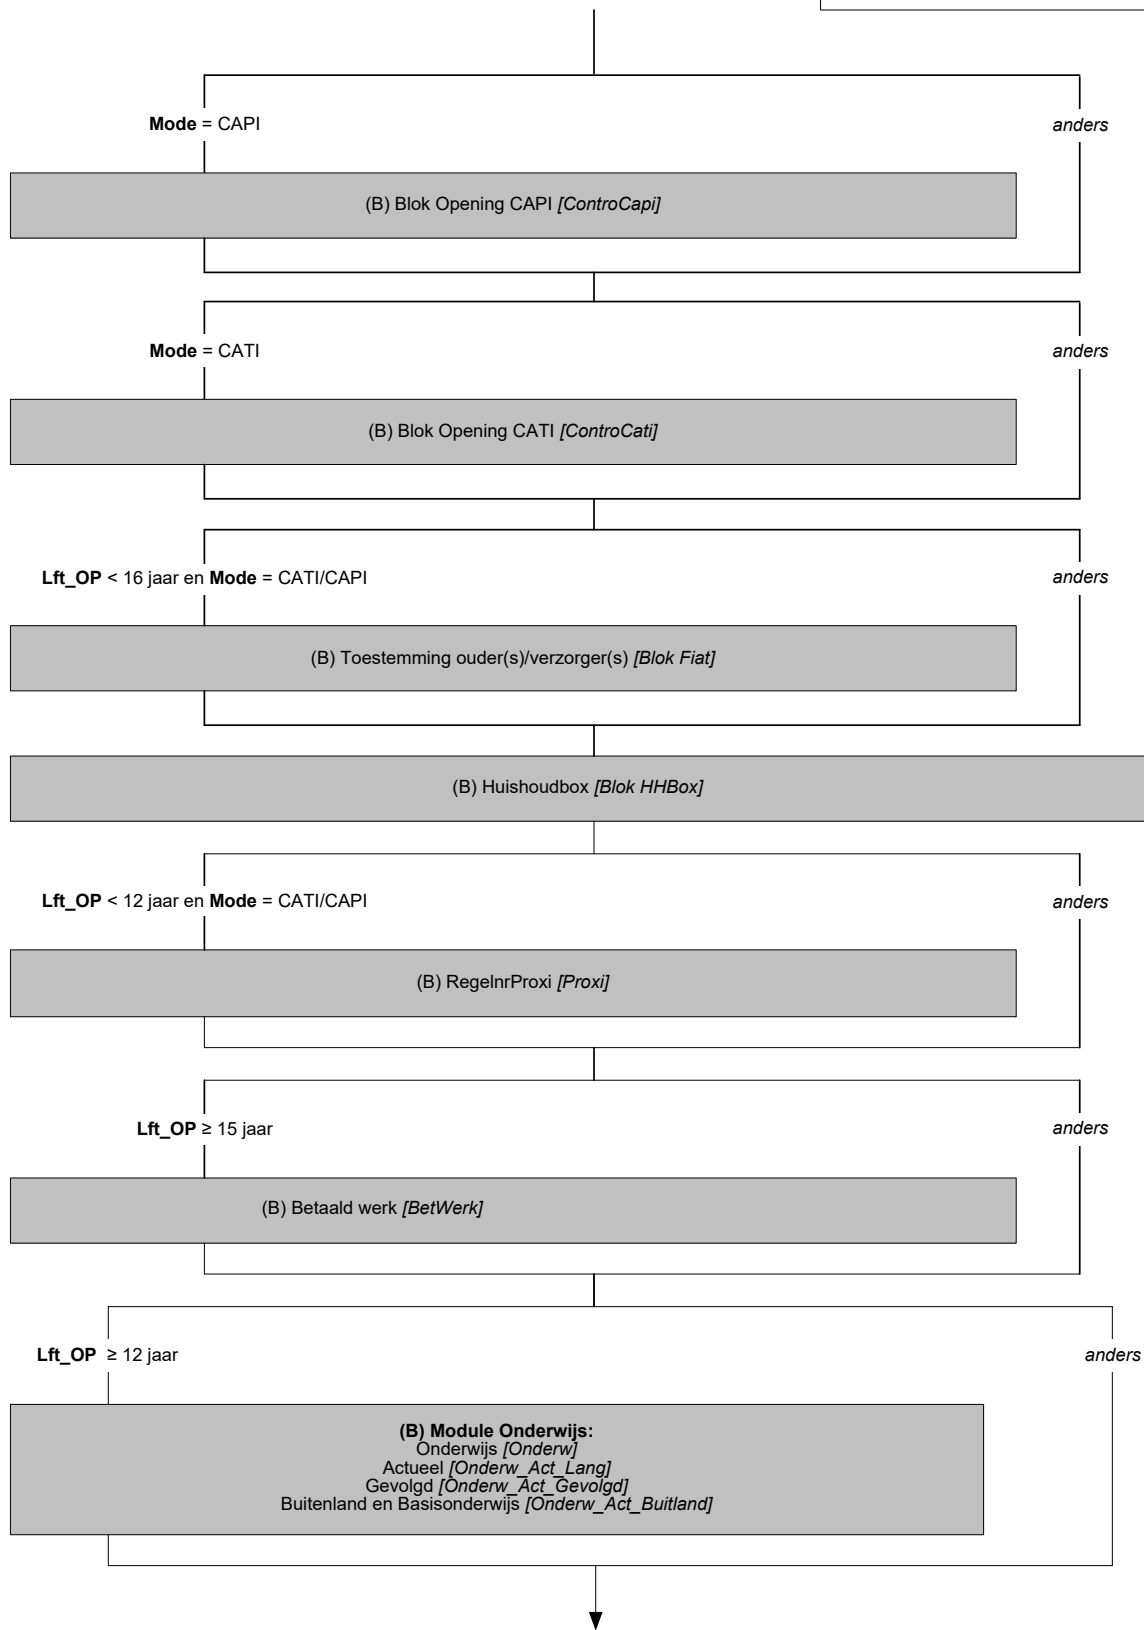 Mode = CAPI
anders
(B) Blok Opening CAPI [ControCapi]
Mode = CATI
anders
(B) Blok Opening CATI [ControCati]
Lft_OP < 16 jaar en Mode = CATI/CAPI
anders
(B) Toestemming ouder(s)/verzorger(s) [Blok Fiat]
(B) Huishoudbox [Blok HHBox]
Lft_OP < 12 jaar en Mode = CATI/CAPI
anders
(B) RegelnrProxi [Proxi]
Lft_OP ≥ 15 jaar
anders
(B) Betaald werk [BetWerk]
Lft_OP ≥ 12 jaar
anders
(B) Module Onderwijs:
Onderwijs [Onderw]
Actueel [Onderw_Act_Lang]
Gevolgd [Onderw_Act_Gevolgd]
Buitenland en Basisonderwijs [Onderw_Act_Buitland]